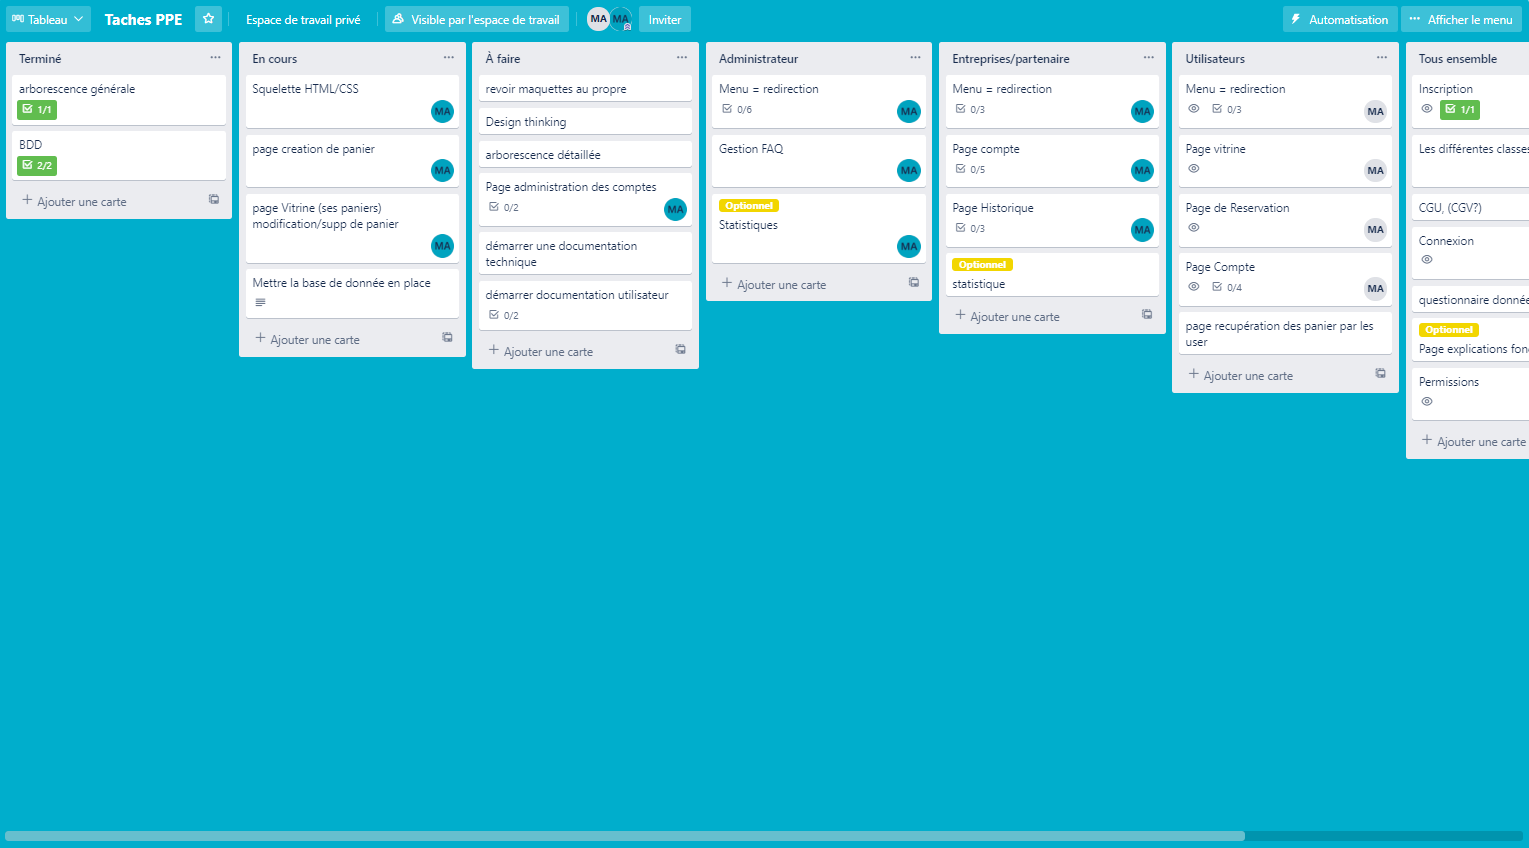 Tableau
Taches PPE
Espace de travail privé
Visible par l'espace de travail
MA
MA
Inviter
Automatisation
Afficher le menu
Terminé
arborescence générale
1/1
BDD
2/2
Ajouter une carte
En cours
Squelette HTML/CSS
MA
page creation de panier
MA
page Vitrine (ses paniers)
modification/supp de panier
MA
Mettre la base de donnée en place
Ajouter une carte
À faire
revoir maquettes au propre
Design thinking
arborescence détaillée
Page administration des comptes
0/2
MA
démarrer une documentation
technique
démarrer documentation utilisateur
0/2
Ajouter une carte
Administrateur
Menu = redirection
0/6
MA
Gestion FAQ
MA
Optionnel
Statistiques
MA
Ajouter une carte
Entreprises/partenaire
Menu = redirection
0/3
MA
Page compte
0/5
MA
Page Historique
0/3
MA
Optionnel
statistique
Ajouter une carte
Utilisateurs
Menu = redirection
0/3
MA
Page vitrine
MA
Page de Reservation
MA
Page Compte
0/4
MA
page recupération des panier par les
user
Ajouter une carte
Tous ensemble
Inscription
1/1
Les différentes classes
CGU, (CGV?)
Connexion
questionnaire donnée
Optionnel
Page explications fon
Permissions
Ajouter une carte